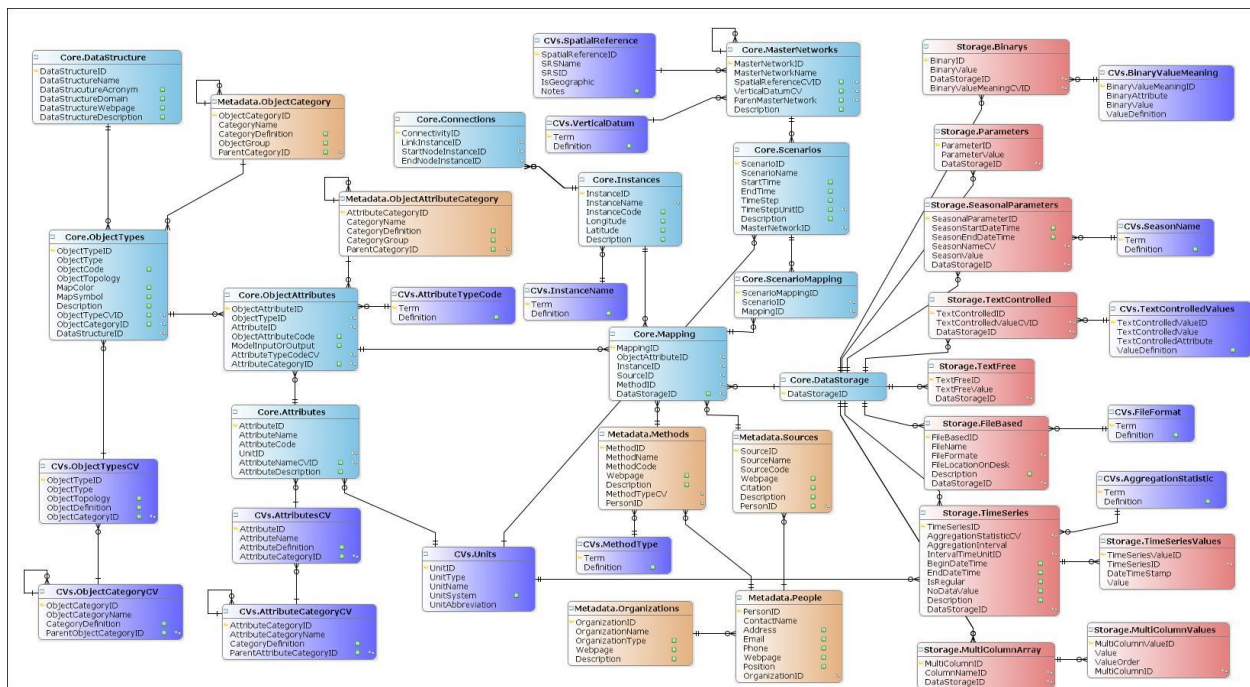 Core.DataStructure
DataStructureID
DataStructureName
DataStrucutureAcronym
DataStructureDomain
DataStructureWebpage
DataStructureDescription
Metadata.ObjectCategory
ObjectCategoryID
CategoryName
CategoryDefinition
ObjectGroup
ParentCategoryID
Core.Connections
ConnectivityID
LinkInstanceID
StartNodeInstanceID
EndNodeInstanceID
CVs.SpatialReference
SpatialReferenceID
SRSName
SRSID
IsGeographic
Notes
CVs.VerticalDatum
Term
Definition
Core.MasterNetworks
MasterNetworkID
MasterNetworkName
SpatialReferenceCVID
VerticalDatumCV
ParenMasterNetwork
Description
Storage.Binarys
BinaryID
BinaryValue
DataStorageID
BinaryValueMeaningCVID
CVs.BinaryValueMeaning
BinaryValueMeaningID
BinaryAttribute
BinaryValue
ValueDefinition
Storage.Parameters
ParameterID
ParameterValue
DataStorageID
Core.Scenarios
ScenarioID
ScenarioName
StartTime
EndTime
TimeStep
TimeStepUnitID
Description
MasterNetworkID
Core.Instances
InstanceID
InstanceName
InstanceCode
Longitude
Latitude
Description
Metadata.ObjectAttributeCategory
AttributeCategoryID
CategoryName
CategoryDefinition
CategoryGroup
ParentCategoryID
Storage.SeasonalParameters
SeasonalParameterID
SeasonStartDateTime
SeasonEndDateTime
SeasonNameCV
SeasonValue
DataStorageID
CVs.SeasonName
Term
Definition
Core.ObjectTypes
ObjectTypeID
ObjectType
ObjectCode
ObjectTopology
MapColor
MapSymbol
Description
ObjectTypeCVID
ObjectCategoryID
DataStructureID
Core.ObjectAttributes
ObjectAttributeID
ObjectTypeID
AttributeID
ObjectAttributeCode
ModelInputOrOutput
AttributeTypeCodeCV
AttributeCategoryID
CVs.AttributeTypeCode
Term
Definition
CVs.InstanceName
Term
Definition
Core.ScenarioMapping
ScenarioMappingID
ScenarioID
MappingID
Storage.TextControlled
TextControlledID
TextControlledValueCVID
DataStorageID
CVs.TextControlledValues
TextControlledValueID
TextControlledValue
TextControlledAttribute
ValueDefinition
Core.Mapping
MappingID
ObjectAttributeID
InstanceID
SourceID
MethodID
DataStorageID
Core.DataStorage
DataStorageID
Storage.TextFree
TextFreeID
TextFreeValue
DataStorageID
Core.Attributes
AttributeID
AttributeName
AttributeCode
UnitID
AttributeNameCVID
AttributeDescription
Metadata.Methods
MethodID
MethodName
MethodCode
Webpage
Description
MethodTypeCV
PersonID
Metadata.Sources
SourceID
SourceName
SourceCode
Webpage
Citation
Description
PersonID
Storage.FileBased
FileBasedID
FileName
FileFormate
FileLocationOnDesk
Description
DataStorageID
CVs.FileFormat
Term
Definition
CVs.ObjectTypesCV
ObjectTypeID
ObjectType
ObjectTopology
ObjectDefinition
ObjectCategoryID
CVs.AttributesCV
AttributeID
AttributeName
AttributeDefinition
AttributeCategoryID
CVs.Units
UnitID
UnitType
UnitName
UnitSystem
UnitAbbreviation
CVs.MethodType
Term
Definition
CVs.AggregationStatistic
Term
Definition
Storage.TimeSeries
TimeSeriesID
AggregationStatisticCV
AggregationInterval
IntervalTimeUnitID
BeginDateTime
EndDateTime
IsRegular
NoDataValue
Description
DataStorageID
Storage.TimeSeriesValues
TimeSeriesValueID
TimeSeriesID
DateTimeStamp
Value
CVs.ObjectCategoryCV
ObjectCategoryID
ObjectCategoryName
CategoryDefinition
ParentObjectCategoryID
CVs.AttributeCategoryCV
AttributeCategoryID
AttributeCategoryName
CategoryDefinition
ParentAttributeCategoryID
Metadata.Organizations
OrganizationID
OrganizationName
OrganizationType
Webpage
Description
Metadata.People
PersonID
ContactName
Address
Email
Phone
Webpage
Position
OrganizationID
Storage.MultiColumnArray
MultiColumnID
ColumnNameID
DataStorageID
Storage.MultiColumnValues
MultiColumnValueID
Value
ValueOrder
MultiColumnID